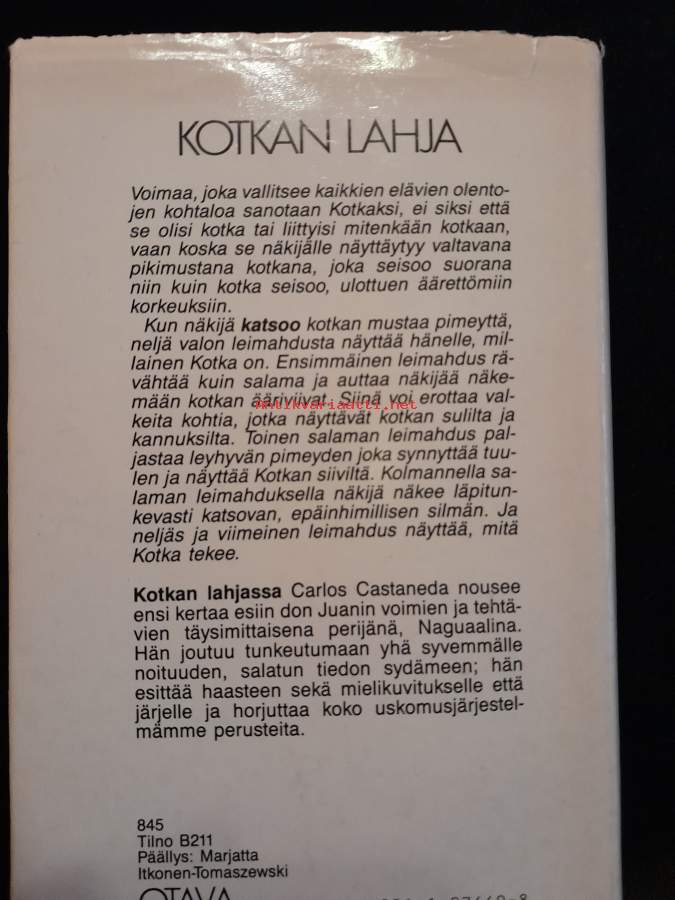 KOTKAN LAHJA
Voimaa, joka vallitsee kaikkien elävien olento-
jen kohtaloa sanotaan Kotkaksi, ei siksi että
se olisi kotka tai liittyisi mitenkään kotkaan,
vaan koska se näkijälle näyttäytyy valtavana
pikimustana kotkana, joka seisoo suorana
niin kuin kotka seisoo, ulottuen äärettömiin
korkeuksiin.
Kun näkijä katsoo kotkan mustaa pimeyttä,
neljä valon leimahdusta näyttää hänelle, mil-
lainen Kotka on. Ensimmäinen leimahdus rä-
vähtää kuin salama ja auttaa näkijää näke-
mään kotkan ääriviivat. Siinä voi erottaa val-
Antikvariaatti.net
keita kohtia, jotka näyttävät kotkan sulilta ja
kannuksilta. Toinen salaman leimahdus pal-
jastaa leyhyvän pimeyden joka synnyttää tuu-
len ja näyttää Kotkan siiviltä. Kolmannella sa-
laman leimahduksella näkijä näkee läpitun-
kevasti katsovan, epäinhimillisen silmän. Ja
neljäs ja viimeinen leimahdus näyttää, mitä
Kotka tekee.
Kotkan lahjassa Carlos Castaneda nousee
ensi kertaa esiin don Juanin voimien ja tehtä-
vien täysimittaisena perijänä, Naguaalina.
Hän joutuu tunkeutumaan yhä syvemmälle
noituuden, salatun tiedon sydämeen; hän
esittää haasteen sekä mielikuvitukselle että
järjelle ja horjuttaa koko uskomusjärjestel-
mämme perusteita.
845
Tilno B211
Päällys: Marjatta
Itkonen-Tomaszewski
OTAVA